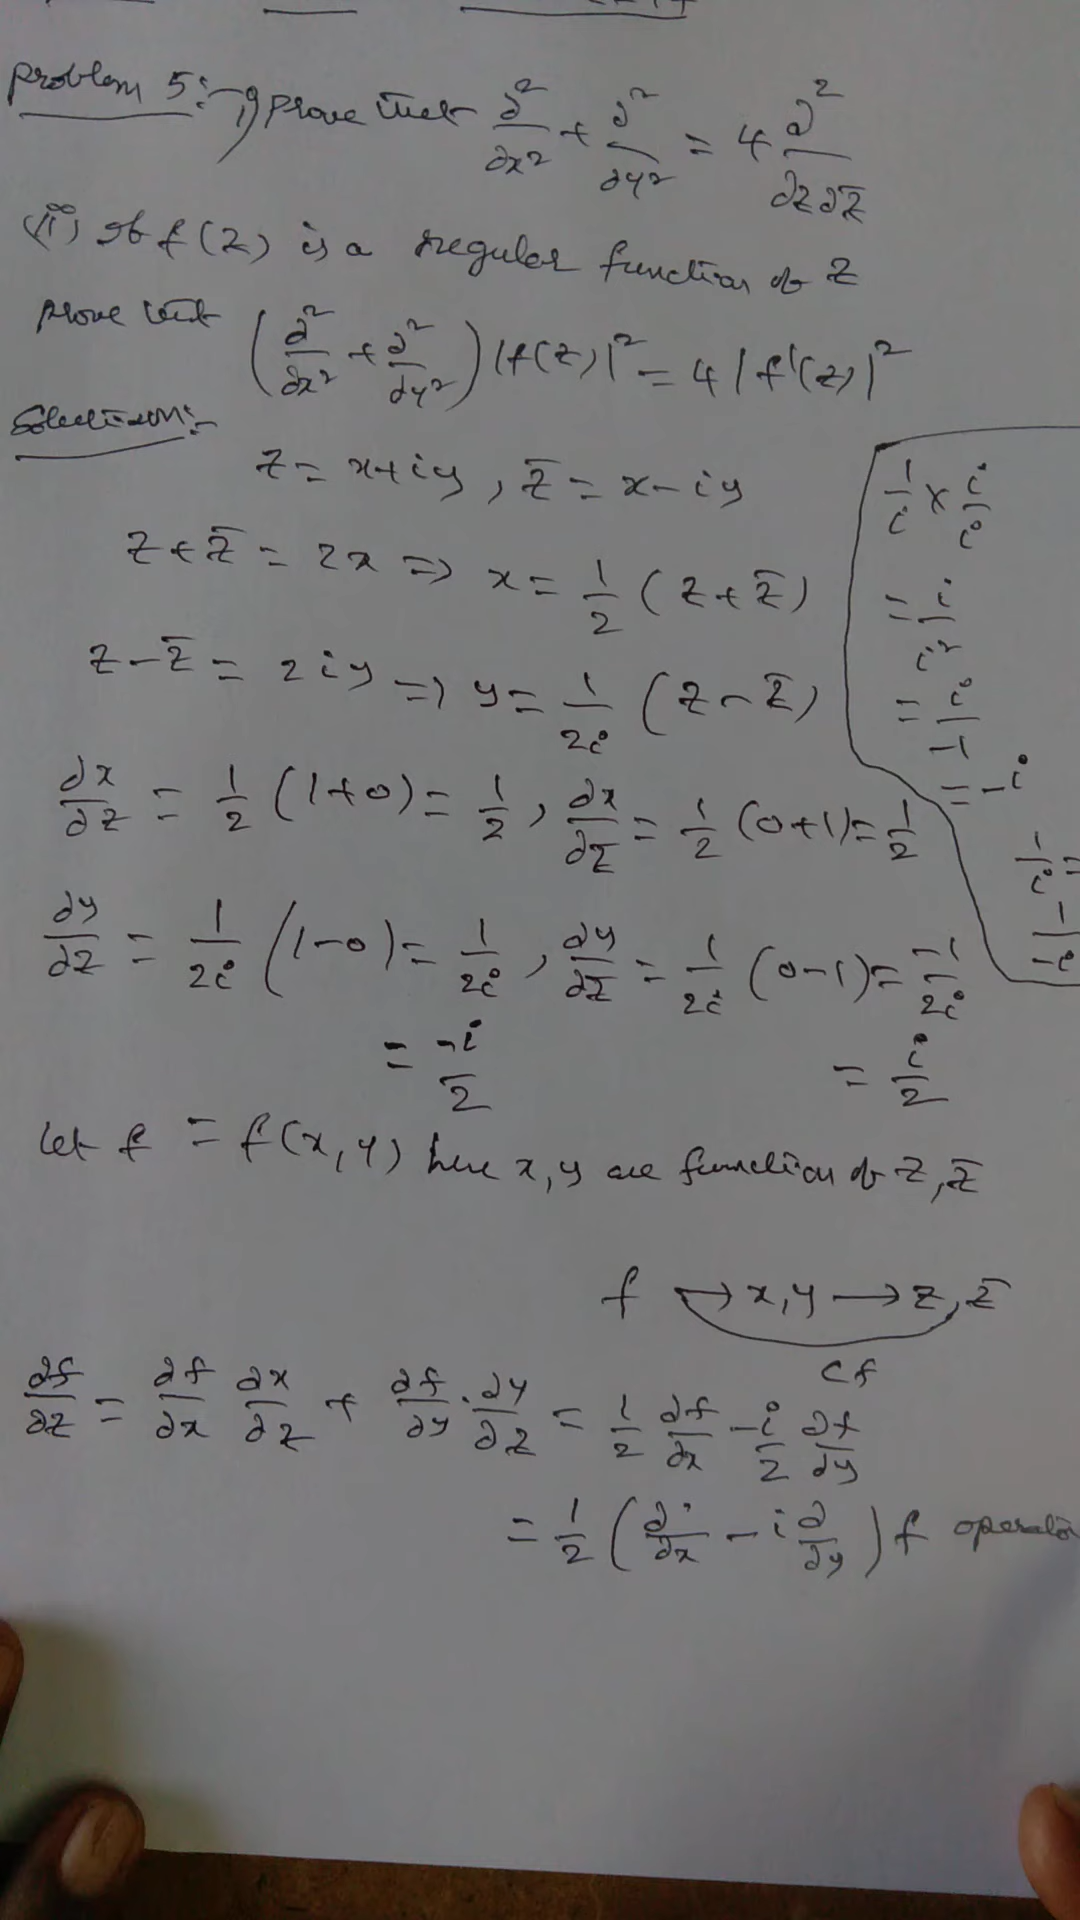 Problem 5:- i) prove that ∂²/∂x² + ∂²/∂y² = 4 ∂²/∂z∂z̄
(ii) If f(z) is a regular function of z
prove that (∂²/∂x² + ∂²/∂y²) |f(z)|² = 4 |f'(z)|²
Solution:-
z = x+iy, z̄ = x-iy
z+z̄ = 2x ⇒ x = 1/2 (z+z̄)
z-z̄ = 2iy ⇒ y = 1/2i (z-z̄)
1/i × i/i
= i/i²
= i/-1
= -i
1/i =
1/-i
∂x/∂z = 1/2 (1+0) = 1/2, ∂x/∂z̄ = 1/2 (0+1) = 1/2
∂y/∂z = 1/2i (1-0) = 1/2i, ∂y/∂z̄ = 1/2i (0-1) = -1/2i
= -i/2 = i/2
let f = f(x,y) here x,y are function of z, z̄
f → x,y → z, z̄
cf
∂f/∂z = ∂f/∂x ∂x/∂z + ∂f/∂y · ∂y/∂z = 1/2 ∂f/∂x - i/2 ∂f/∂y
= 1/2 (∂/∂x - i ∂/∂y) f operator